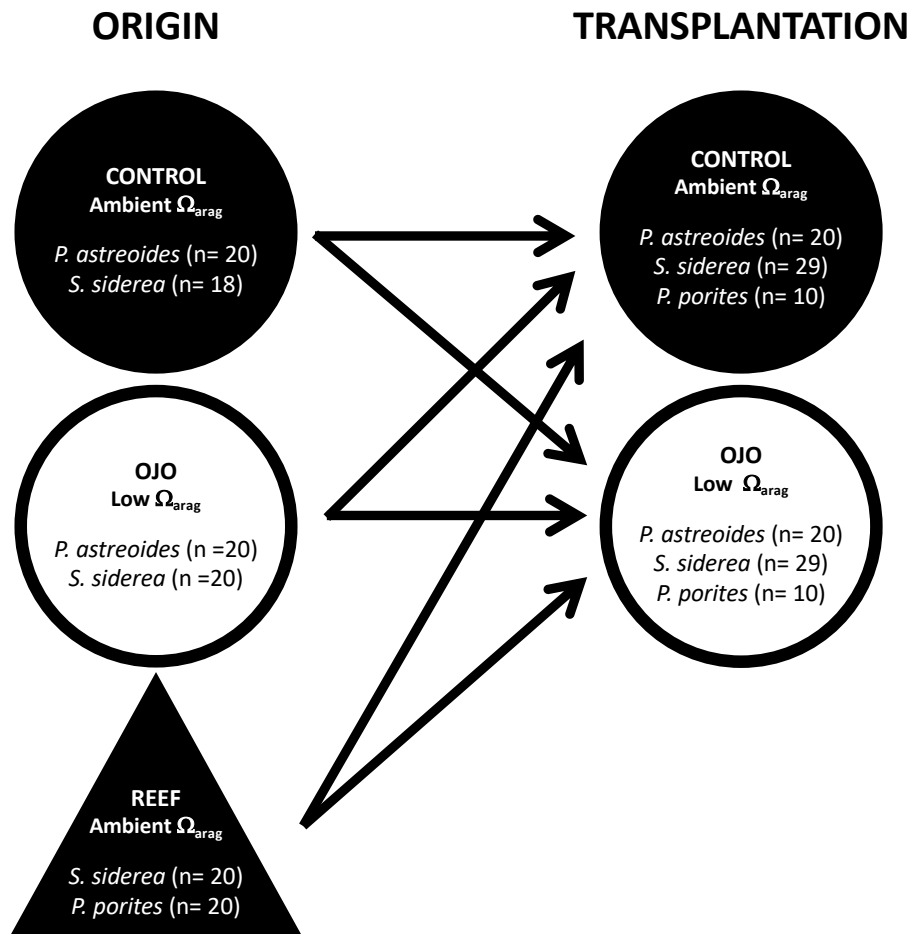 ORIGIN
TRANSPLANTATION
CONTROL
Ambient Ωarag
P. astreoides (n= 20)
S. siderea (n= 18)
CONTROL
Ambient Ωarag
P. astreoides (n= 20)
S. siderea (n= 29)
P. porites (n= 10)
OJO
Low Ωarag
P. astreoides (n =20)
S. siderea (n =20)
OJO
Low Ωarag
P. astreoides (n= 20)
S. siderea (n= 29)
P. porites (n= 10)
REEF
Ambient Ωarag
S. siderea (n= 20)
P. porites (n= 20)